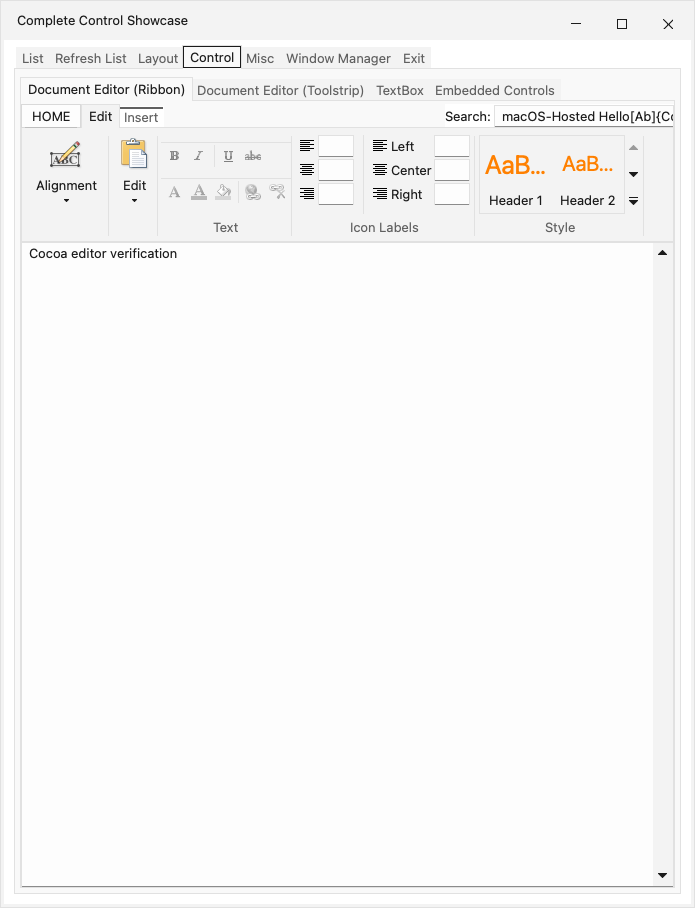 Complete Control Showcase
List Refresh List Layout Control Misc Window Manager Exit
Document Editor (Ribbon) Document Editor (Toolstrip) TextBox Embedded Controls
HOME Edit Insert Search: macOS-Hosted Hello[Ab]{Co
ABC
Alignment
Edit
B I U abc
A A
Text
Left
Center
Right
Icon Labels
AaB... AaB...
Header 1 Header 2
Style
Cocoa editor verification